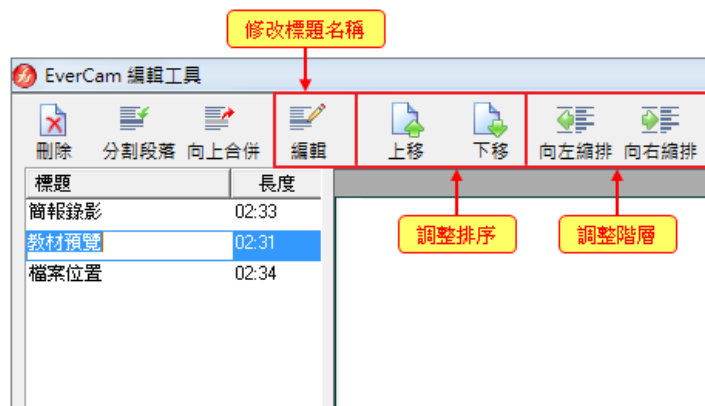 修改標題名稱
EverCam 編輯工具
刪除 分割段落 向上合併 編輯 上移 下移 向左縮排 向右縮排
標題 長度
簡報錄影 02:33
教材預覽 02:31
檔案位置 02:34
調整排序 調整階層